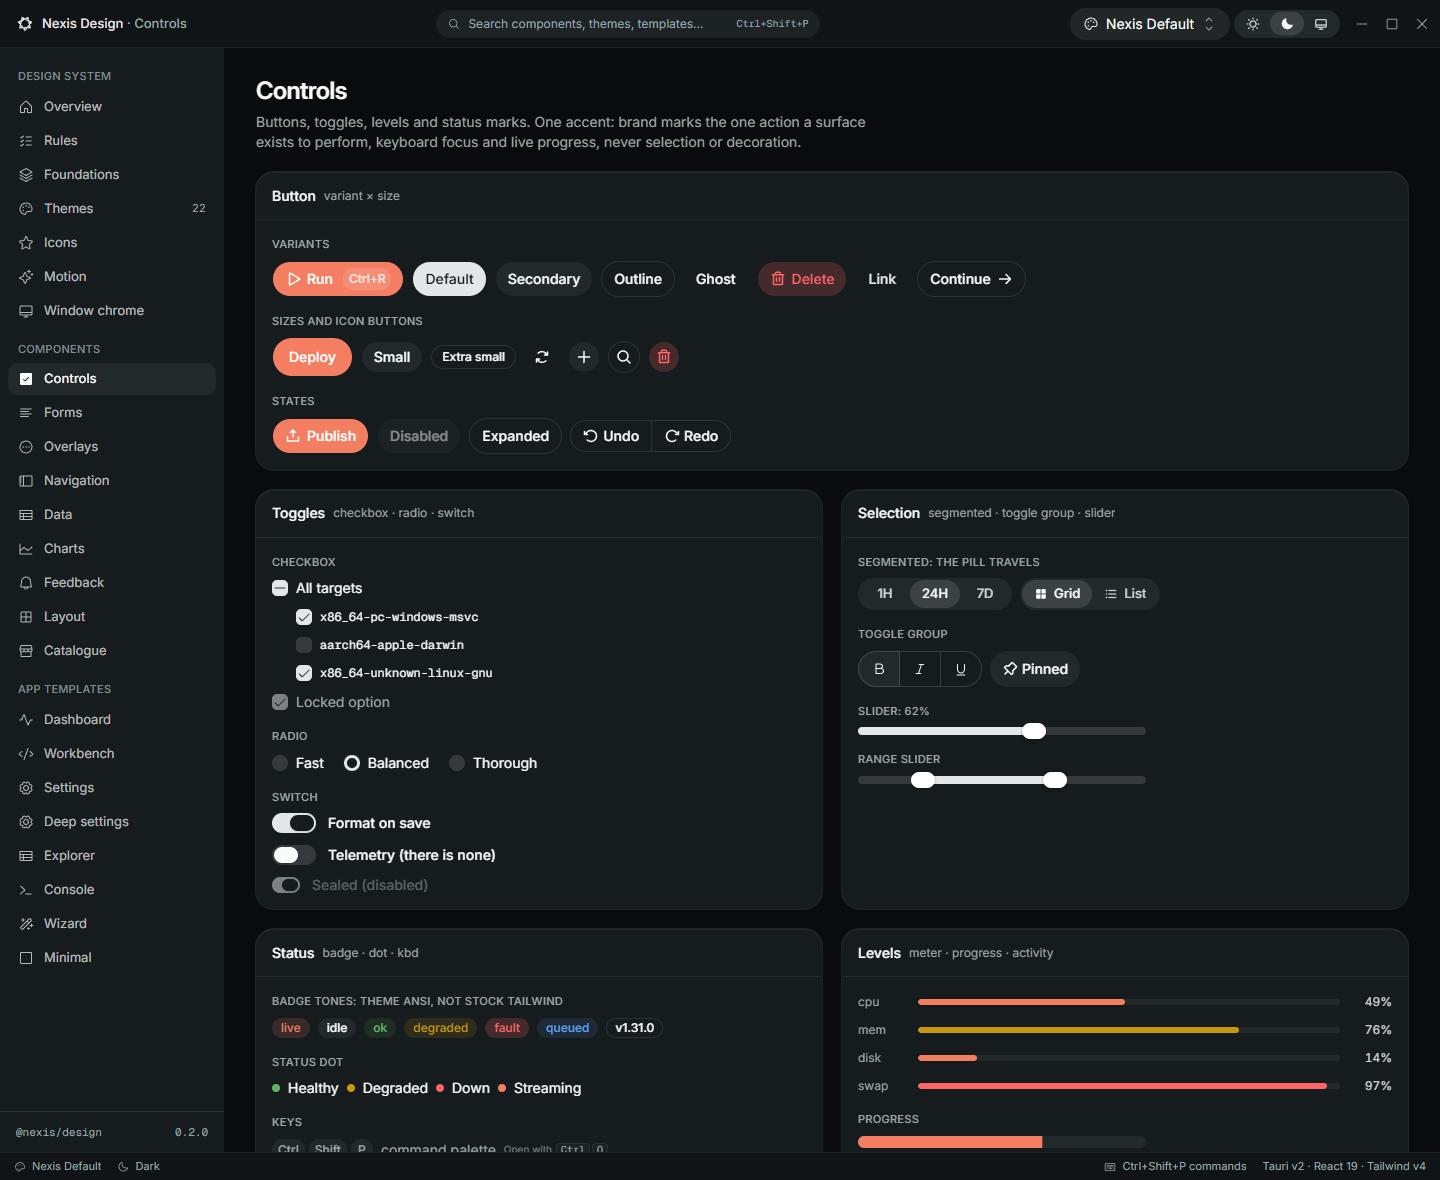 Nexis Design · Controls
Search components, themes, templates... Ctrl+Shift+P
Nexis Default
DESIGN SYSTEM
Overview
Rules
Foundations
Themes 22
Icons
Motion
Window chrome
COMPONENTS
Controls
Forms
Overlays
Navigation
Data
Charts
Feedback
Layout
Catalogue
APP TEMPLATES
Dashboard
Workbench
Settings
Deep settings
Explorer
Console
Wizard
Minimal
@nexis/design 0.2.0
Controls
Buttons, toggles, levels and status marks. One accent: brand marks the one action a surface
exists to perform, keyboard focus and live progress, never selection or decoration.
Button variant × size
VARIANTS
Run Ctrl+R Default Secondary Outline Ghost Delete Link Continue
SIZES AND ICON BUTTONS
Deploy Small Extra small
STATES
Publish Disabled Expanded Undo Redo
Toggles checkbox · radio · switch
CHECKBOX
All targets
x86_64-pc-windows-msvc
aarch64-apple-darwin
x86_64-unknown-linux-gnu
Locked option
RADIO
Fast Balanced Thorough
SWITCH
Format on save
Telemetry (there is none)
Sealed (disabled)
Selection segmented · toggle group · slider
SEGMENTED: THE PILL TRAVELS
1H 24H 7D Grid List
TOGGLE GROUP
B I U Pinned
SLIDER: 62%
RANGE SLIDER
Status badge · dot · kbd
BADGE TONES: THEME ANSI, NOT STOCK TAILWIND
live idle ok degraded fault queued v1.31.0
STATUS DOT
Healthy Degraded Down Streaming
KEYS
Ctrl Shift P command palette Open with Ctrl O
Levels meter · progress · activity
cpu 49%
mem 76%
disk 14%
swap 97%
PROGRESS
Nexis Default Dark
Ctrl+Shift+P commands Tauri v2 · React 19 · Tailwind v4